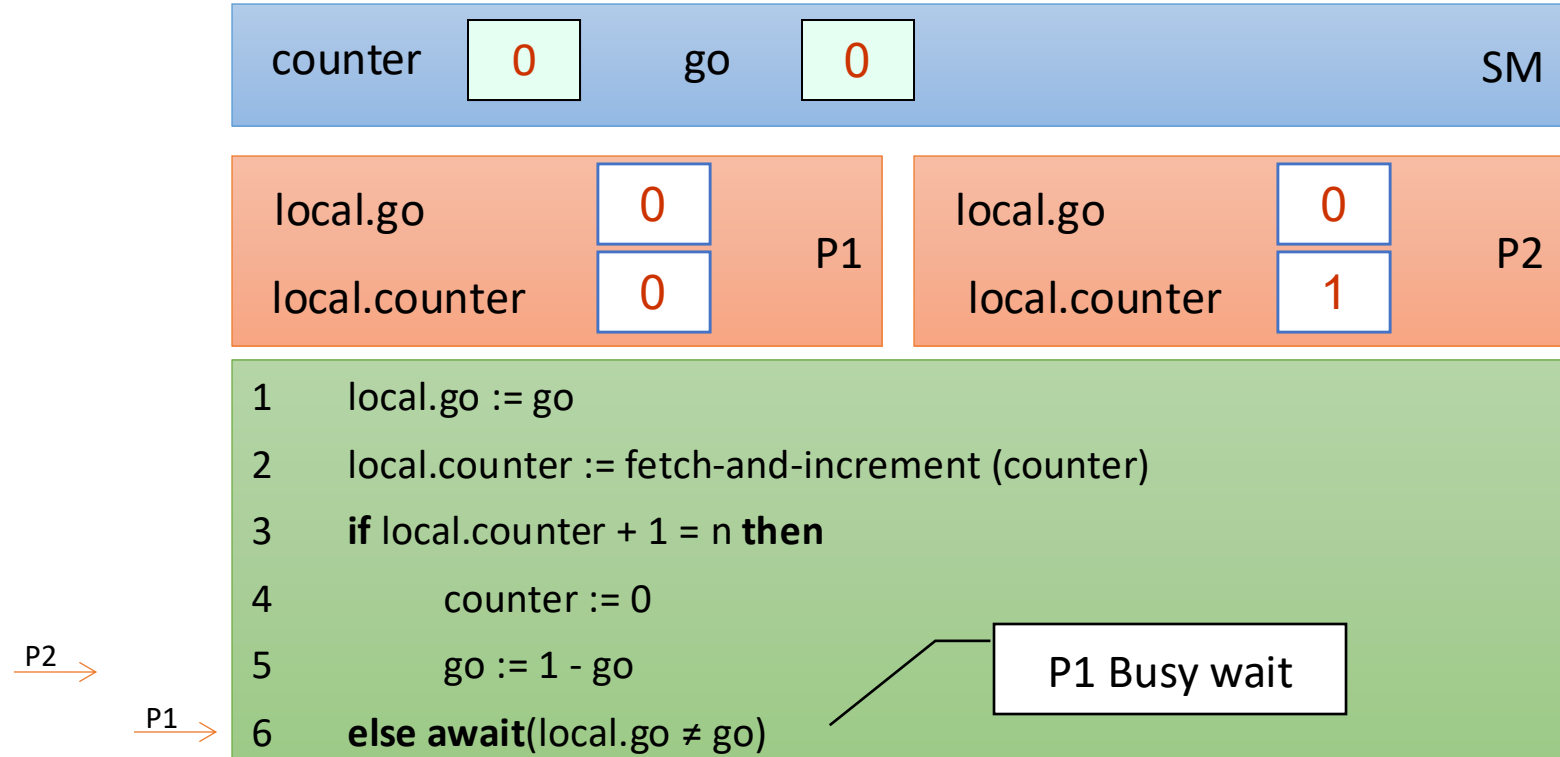 counter 0 go 0 SM
local.go 0
local.counter 0
P1
local.go 0
local.counter 1
P2
1 local.go := go
2 local.counter := fetch-and-increment (counter)
3 if local.counter + 1 = n then
4 counter := 0
P2
5 go := 1 - go
P1 Busy wait
P1
6 else await(local.go ≠ go)